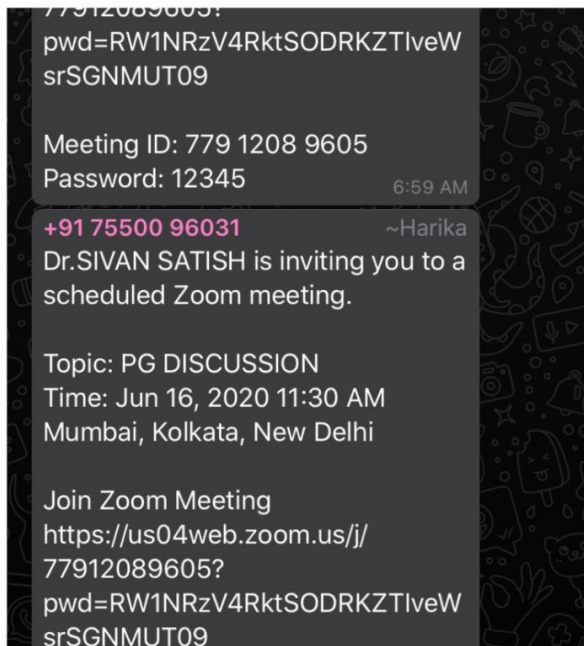 77912089605?
pwd=RW1NRzV4RktSODRKZTIveW
srSGNMUT09
Meeting ID: 779 1208 9605
Password: 12345
6:59 AM
+91 75500 96031 ~Harika
Dr.SIVAN SATISH is inviting you to a
scheduled Zoom meeting.
Topic: PG DISCUSSION
Time: Jun 16, 2020 11:30 AM
Mumbai, Kolkata, New Delhi
Join Zoom Meeting
https://us04web.zoom.us/j/
77912089605?
pwd=RW1NRzV4RktSODRKZTIveW
srSGNMUT09